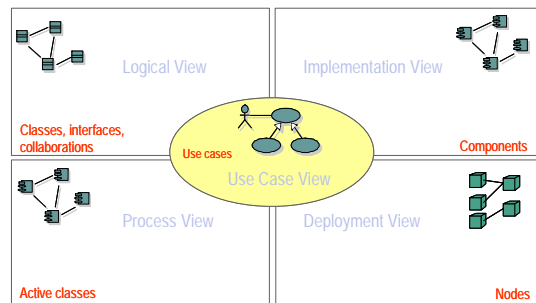 Logical View
Implementation View
Classes, interfaces,
collaborations
Components
Use cases
Use Case View
Process View
Deployment View
Active classes
Nodes